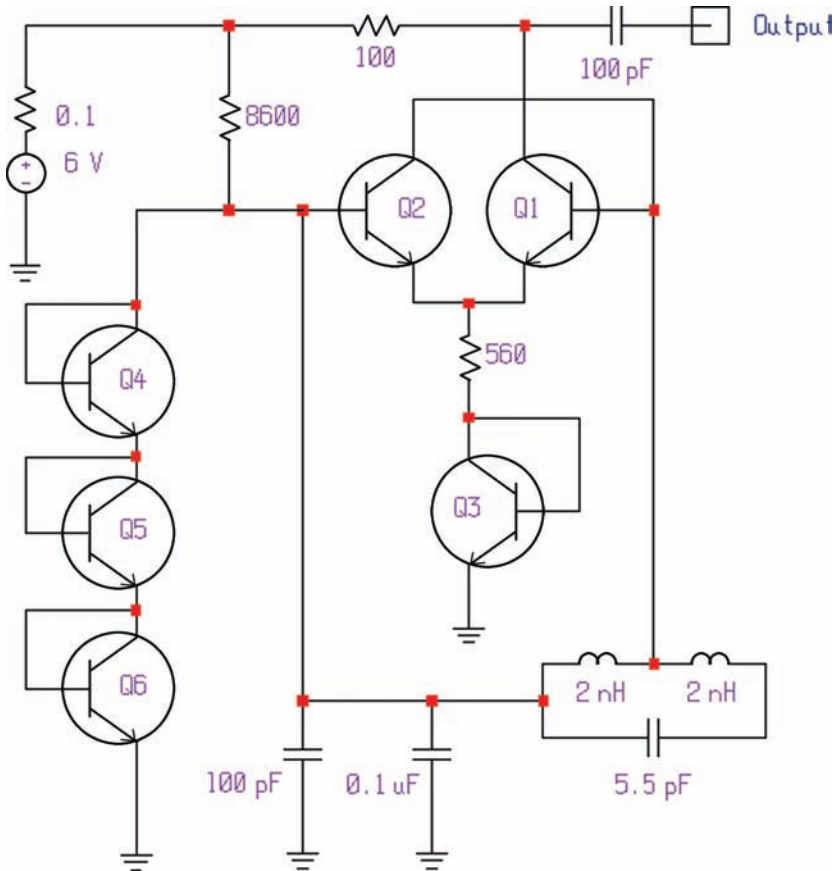 Output
100
100 pF
0.1
8600
+
6 V
-
Q2
Q1
560
Q4
Q3
Q5
Q6
2 nH
2 nH
100 pF
0.1 uF
5.5 pF